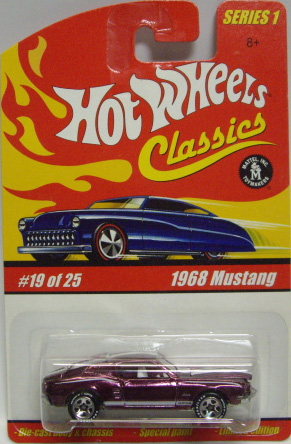 SERIES 1
8+
Hot Wheels
Classics
MATTEL, INC.
M
TOYMAKERS
#19 of 25
1968 Mustang
• Die-cast body & chassis • Special paint • Limited edition